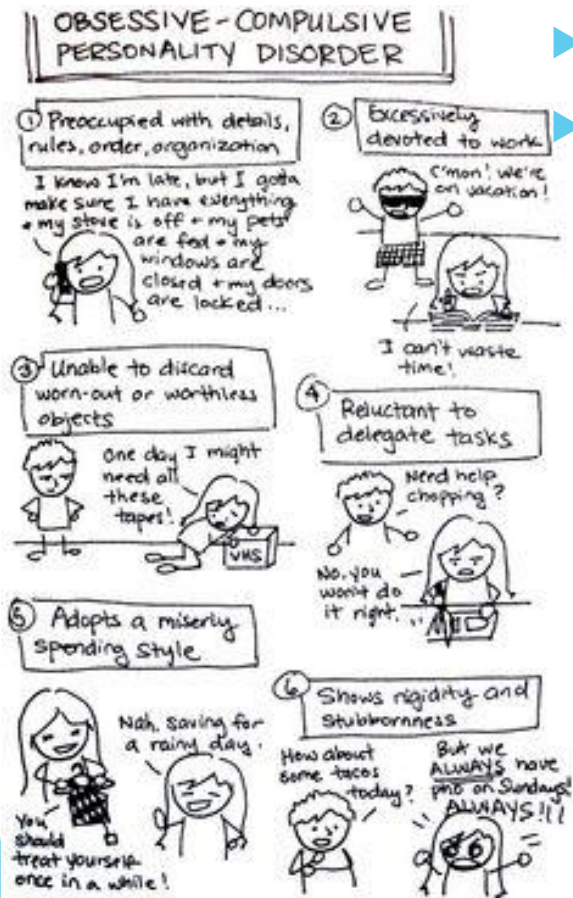 OBSESSIVE-COMPULSIVE
PERSONALITY DISORDER
① Preoccupied with details,
rules, order, organization
I know I'm late, but I gotta
make sure I have everything
+ my stove is off + my pets
are fed + my
windows are
closed + my doors
are locked...
② Excessively
devoted to work
C'mon! We're
on vacation!
I can't waste
time!
③ Unable to discard
worn-out or worthless
objects
One day I might
need all
these
tapes!
VHS
④ Reluctant to
delegate tasks
Need help
chopping?
No, you
won't do
it right...
⑤ Adopts a miserly
spending style
You
should
treat yourself
once in a while!
Nah, saving for
a rainy day.
⑥ Shows rigidity and
stubbornness
How about
some tacos
today?
But we
ALWAYS have
pho on Sundays!
ALWAYS!!!